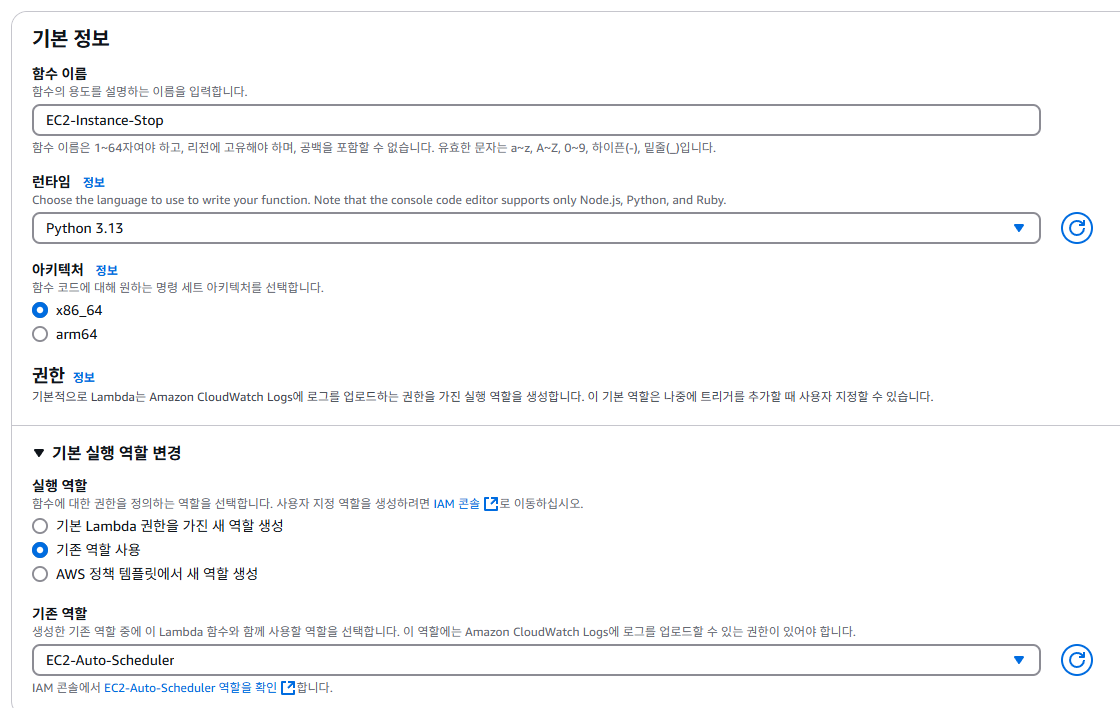 기본 정보
함수 이름
함수의 용도를 설명하는 이름을 입력합니다.
EC2-Instance-Stop
함수 이름은 1~64자여야 하고, 리전에 고유해야 하며, 공백을 포함할 수 없습니다. 유효한 문자는 a~z, A~Z, 0~9, 하이픈(-), 밑줄(_)입니다.
런타임 정보
Choose the language to use to write your function. Note that the console code editor supports only Node.js, Python, and Ruby.
Python 3.13
아키텍처 정보
함수 코드에 대해 원하는 명령 세트 아키텍처를 선택합니다.
x86_64
arm64
권한 정보
기본적으로 Lambda는 Amazon CloudWatch Logs에 로그를 업로드하는 권한을 가진 실행 역할을 생성합니다. 이 기본 역할은 나중에 트리거를 추가할 때 사용자 지정할 수 있습니다.
기본 실행 역할 변경
실행 역할
함수에 대한 권한을 정의하는 역할을 선택합니다. 사용자 지정 역할을 생성하려면 IAM 콘솔로 이동하십시오.
기본 Lambda 권한을 가진 새 역할 생성
기존 역할 사용
AWS 정책 템플릿에서 새 역할 생성
기존 역할
생성한 기존 역할 중에 이 Lambda 함수와 함께 사용할 역할을 선택합니다. 이 역할에는 Amazon CloudWatch Logs에 로그를 업로드할 수 있는 권한이 있어야 합니다.
EC2-Auto-Scheduler
IAM 콘솔에서 EC2-Auto-Scheduler 역할을 확인합니다.